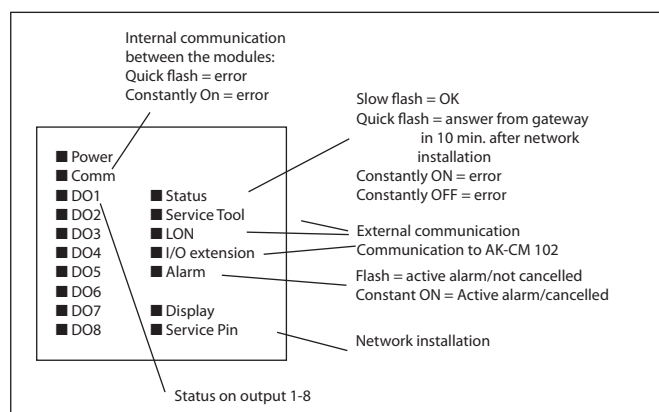 Internal communication
between the modules:
Quick flash = error
Constantly On = error
Slow flash = OK
Quick flash = answer from gateway
in 10 min. after network
installation
Constantly ON = error
Constantly OFF = error
■ Power
■ Comm
■ DO1
■ DO2
■ DO3
■ DO4
■ DO5
■ DO6
■ DO7
■ DO8
■ Status
■ Service Tool
■ LON
■ I/O extension
■ Alarm
■ Display
■ Service Pin
External communication
Communication to AK-CM 102
Flash = active alarm/not cancelled
Constant ON = Active alarm/cancelled
Network installation
Status on output 1-8